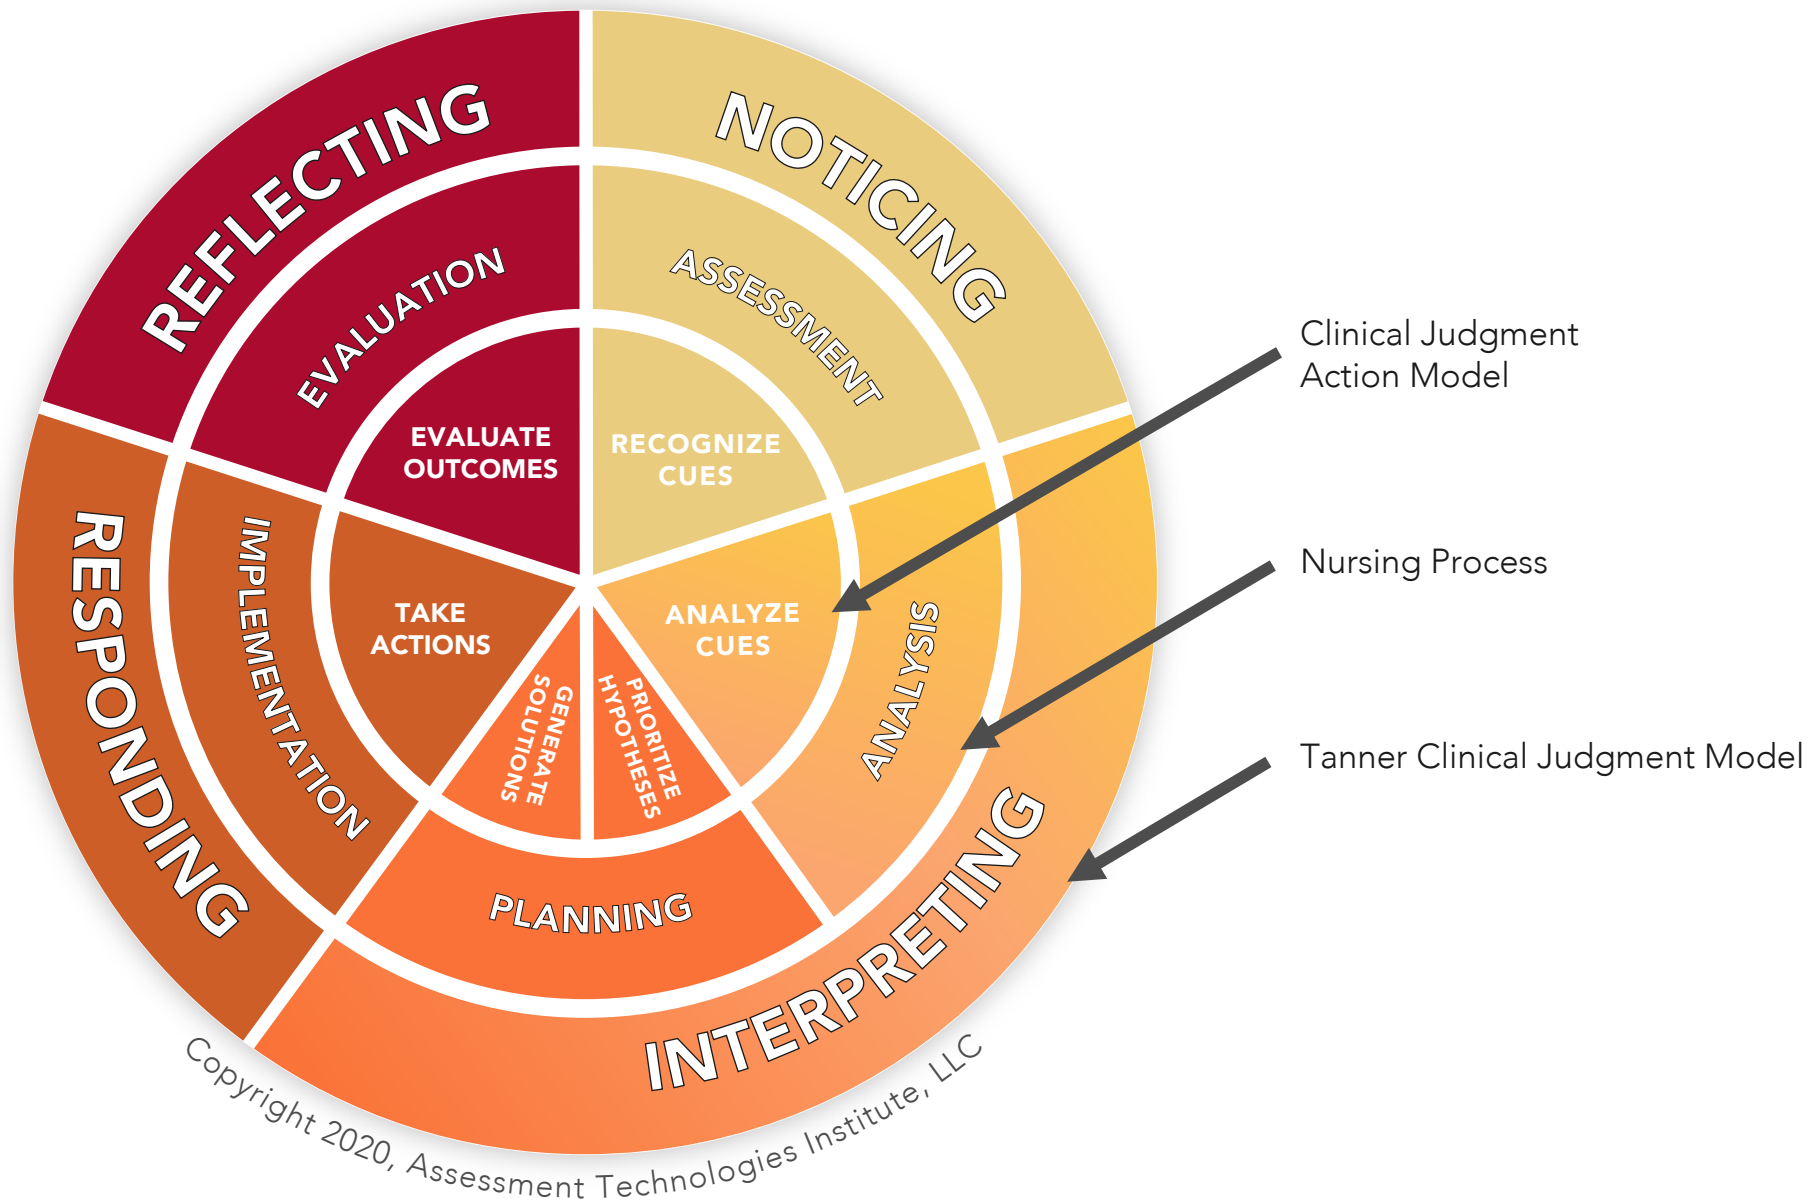 REFLECTING
NOTICING
EVALUATION
ASSESSMENT
EVALUATE
OUTCOMES
RECOGNIZE
CUES
Clinical Judgment
Action Model
RESPONDING
IMPLEMENTATION
TAKE
ACTIONS
ANALYZE
CUES
ANALYSIS
Nursing Process
GENERATE
SOLUTIONS
PRIORITIZE
HYPOTHESES
Tanner Clinical Judgment Model
PLANNING
INTERPRETING
Copyright 2020, Assessment Technologies Institute, LLC